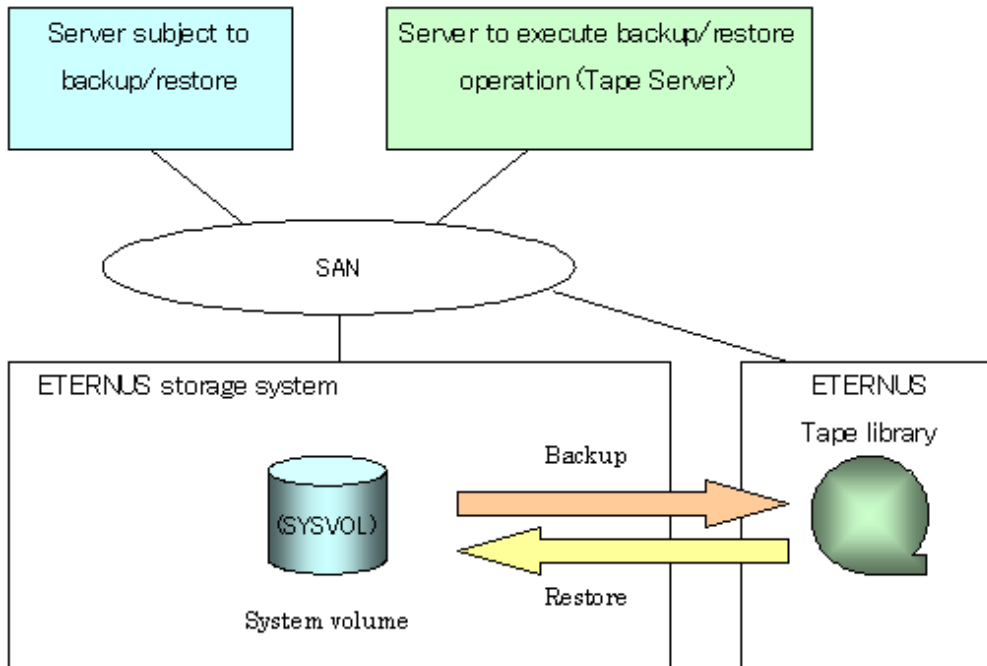 Server subject to
backup/restore
Server to execute backup/restore
operation (Tape Server)
SAN
ETERNUS storage system
ETERNUS
Tape library
Backup
(SYSVOL)
Restore
System volume